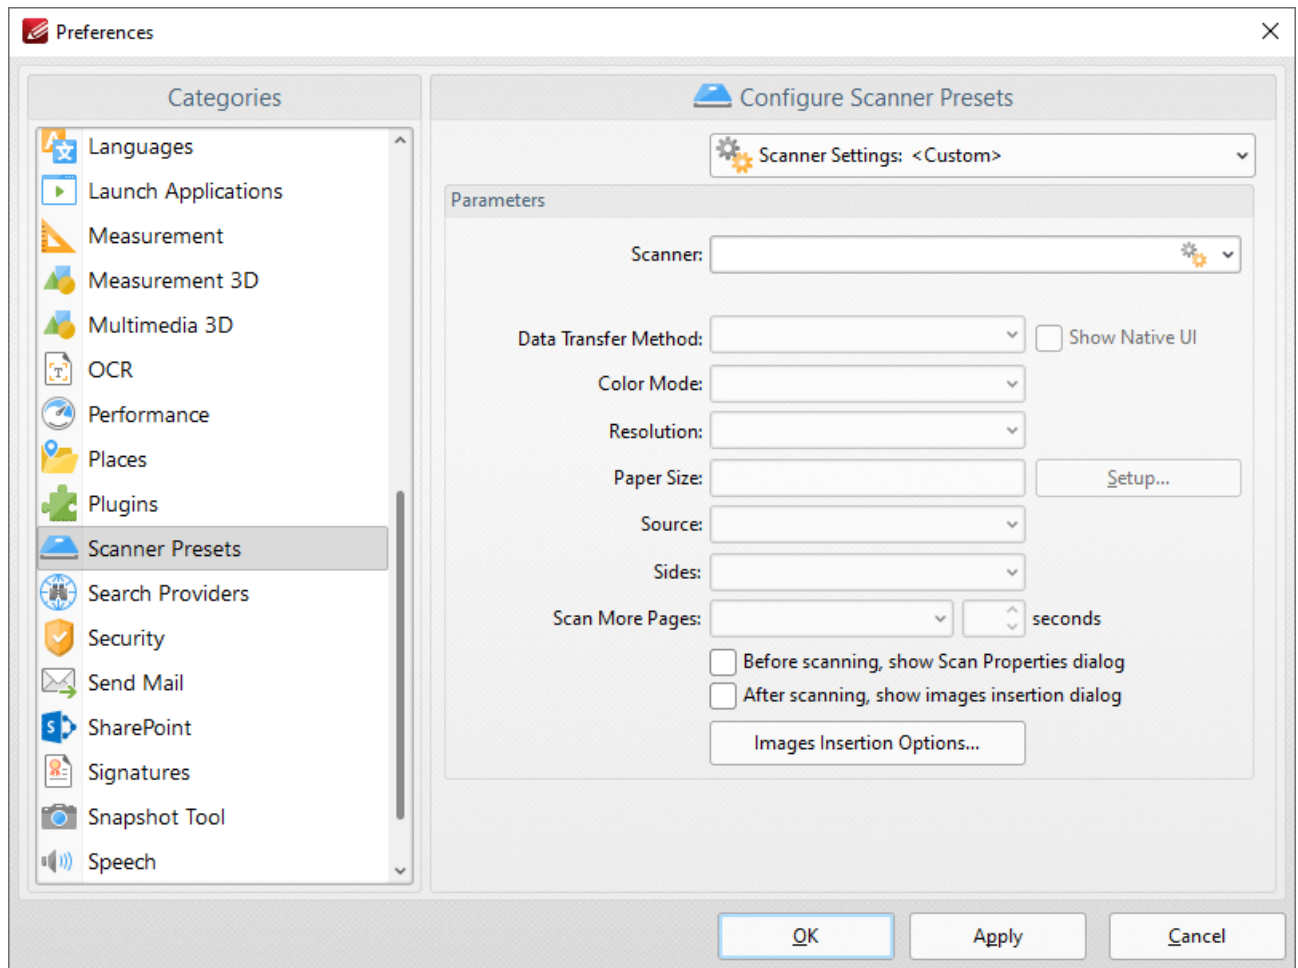 Preferences
Categories
Languages
Launch Applications
Measurement
Measurement 3D
Multimedia 3D
OCR
Performance
Places
Plugins
Scanner Presets
Search Providers
Security
Send Mail
SharePoint
Signatures
Snapshot Tool
Speech
Configure Scanner Presets
Scanner Settings: <Custom>
Parameters
Scanner:
Data Transfer Method:
Show Native UI
Color Mode:
Resolution:
Paper Size:
Setup...
Source:
Sides:
Scan More Pages:
seconds
Before scanning, show Scan Properties dialog
After scanning, show images insertion dialog
Images Insertion Options...
OK
Apply
Cancel